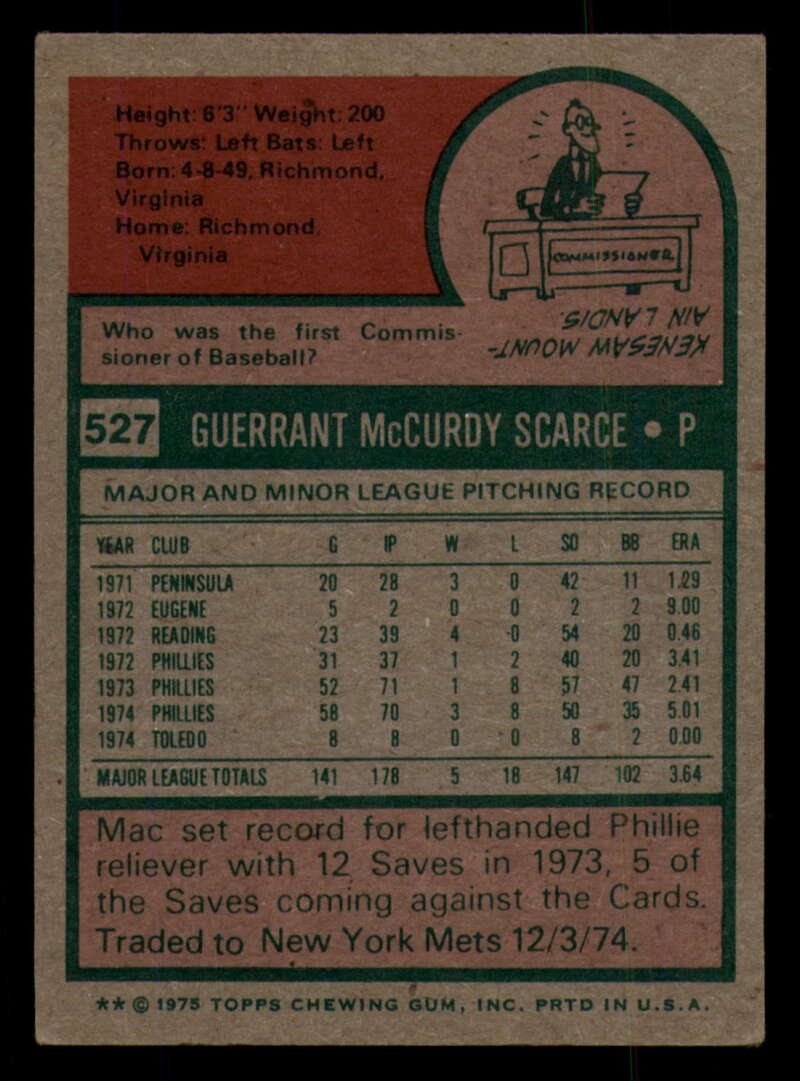 Height: 6'3" Weight: 200
Throws: Left Bats: Left
Born: 4-8-49, Richmond,
Virginia
Home: Richmond,
Virginia
COMMISSIONER
Who was the first Commis-
sioner of Baseball?
KENESAW MOUNT-
AIN LANDIS.
527 GUERRANT McCURDY SCARCE • P
MAJOR AND MINOR LEAGUE PITCHING RECORD
YEAR CLUB G IP W L SO BB ERA
1971 PENINSULA 20 28 3 0 42 11 1.29
1972 EUGENE 5 2 0 0 2 2 9.00
1972 READING 23 39 4 0 54 20 0.46
1972 PHILLIES 31 37 1 2 40 20 3.41
1973 PHILLIES 52 71 1 8 57 47 2.41
1974 PHILLIES 58 70 3 8 50 35 5.01
1974 TOLEDO 8 8 0 0 8 2 0.00
MAJOR LEAGUE TOTALS 141 178 5 18 147 102 3.64
Mac set record for lefthanded Phillie
reliever with 12 Saves in 1973, 5 of
the Saves coming against the Cards.
Traded to New York Mets 12/3/74.
** © 1975 TOPPS CHEWING GUM, INC. PRTD IN U.S.A.